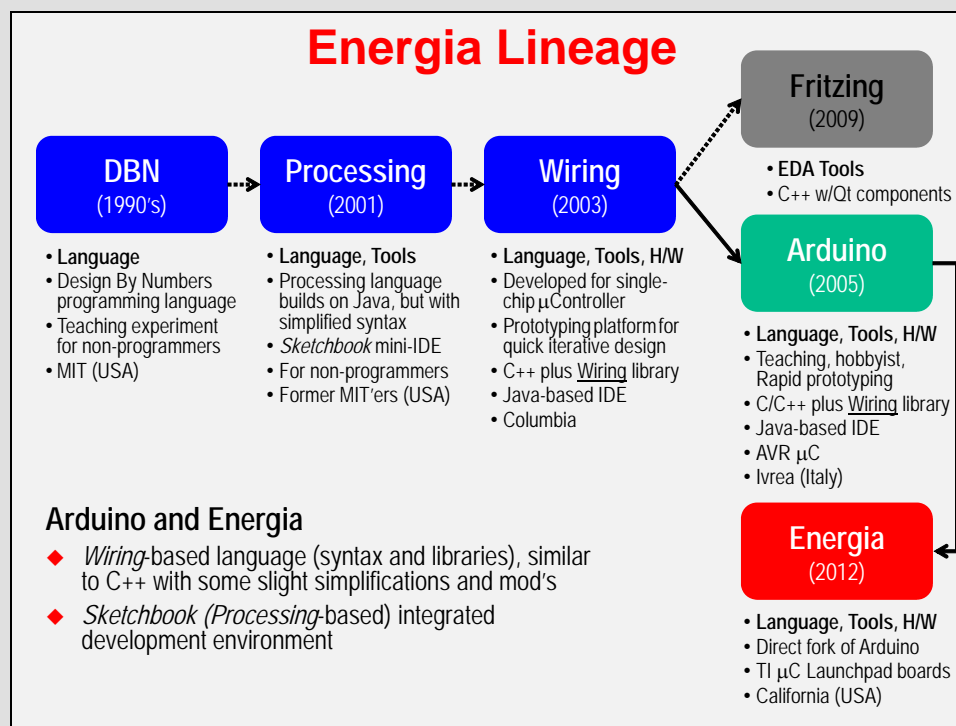 Energia Lineage
DBN
(1990's)
• Language
• Design By Numbers
programming language
• Teaching experiment
for non-programmers
• MIT (USA)
Processing
(2001)
• Language, Tools
• Processing language
builds on Java, but with
simplified syntax
• Sketchbook mini-IDE
• For non-programmers
• Former MIT'ers (USA)
Wiring
(2003)
• Language, Tools, H/W
• Developed for single-
chip μController
• Prototyping platform for
quick iterative design
• C++ plus Wiring library
• Java-based IDE
• Columbia
Fritzing
(2009)
• EDA Tools
• C++ w/Qt components
Arduino
(2005)
• Language, Tools, H/W
• Teaching, hobbyist,
Rapid prototyping
• C/C++ plus Wiring library
• Java-based IDE
• AVR μC
• Ivrea (Italy)
Energia
(2012)
• Language, Tools, H/W
• Direct fork of Arduino
• TI μC Launchpad boards
• California (USA)
Arduino and Energia
◆ Wiring-based language (syntax and libraries), similar
to C++ with some slight simplifications and mod's
◆ Sketchbook (Processing-based) integrated
development environment